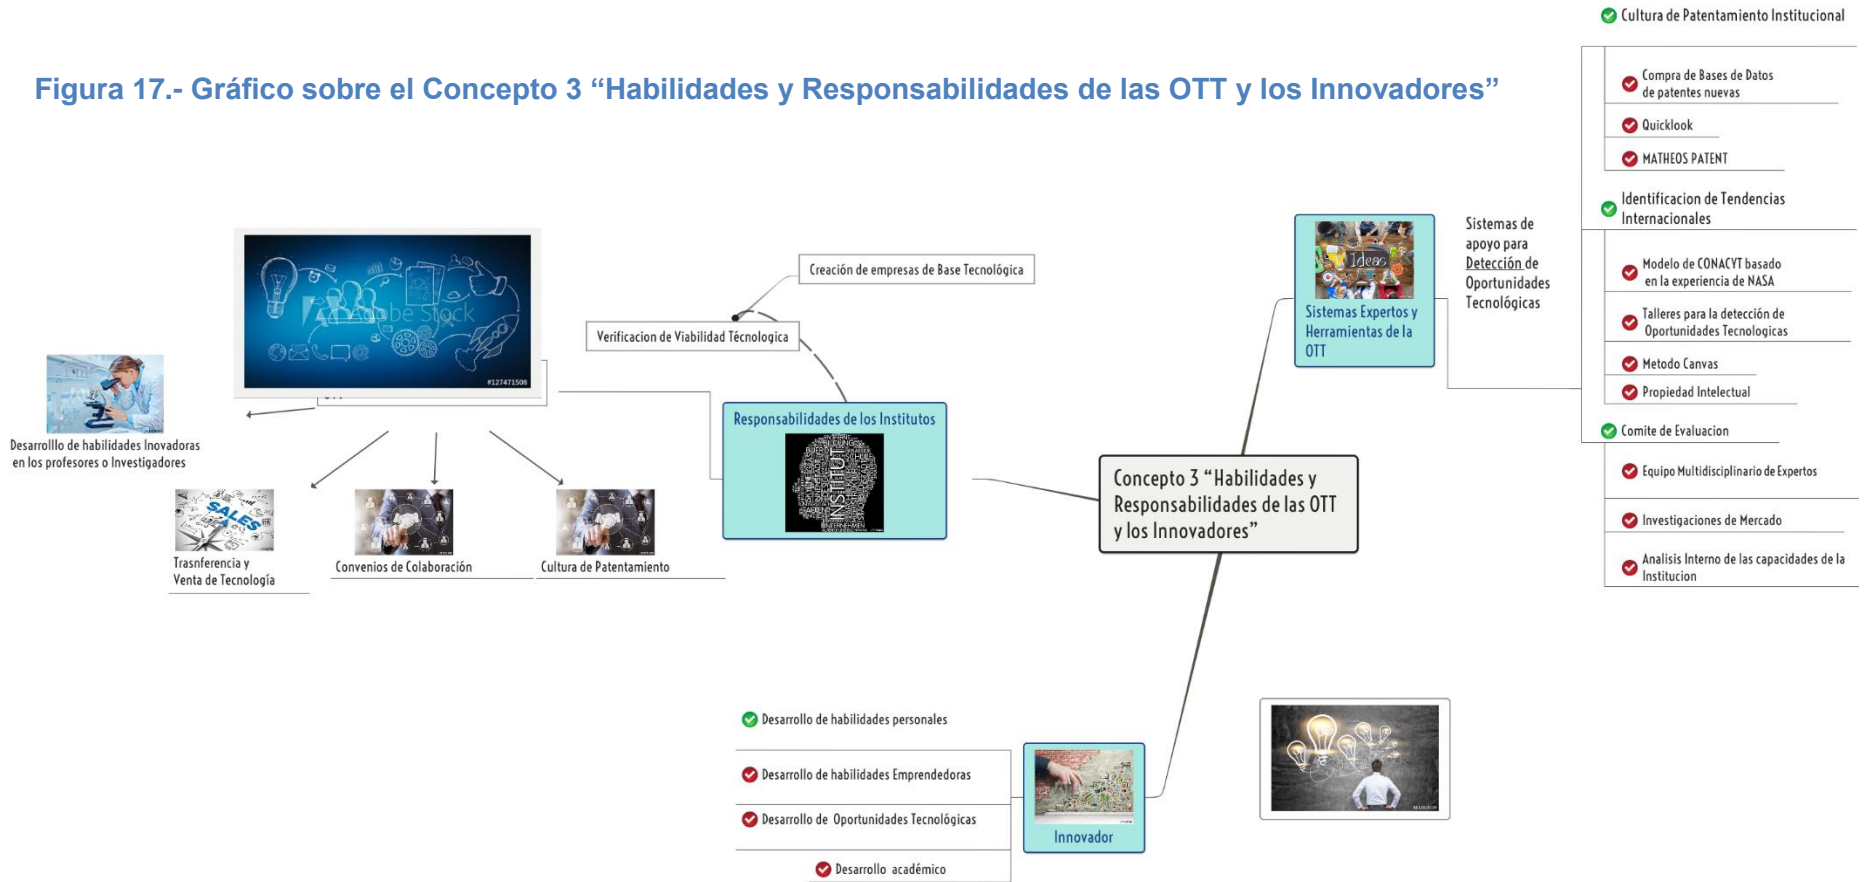 Figura 17.- Gráfico sobre el Concepto 3 “Habilidades y Responsabilidades de las OTT y los Innovadores”
Cultura de Patentamiento Institucional
Compra de Bases de Datos
de patentes nuevas
Quicklook
MATHEOS PATENT
Identificacion de Tendencias
Internacionales
Modelo de CONACYT basado
en la experiencia de NASA
Talleres para la detección de
Oportunidades Tecnologicas
Metodo Canvas
Propiedad Intelectual
Comite de Evaluacion
Equipo Multidisciplinario de Expertos
Investigaciones de Mercado
Analisis Interno de las capacidades de la
Institucion
Sistemas de
apoyo para
Detección de
Oportunidades
Tecnológicas
Ideas
Sistemas Expertos y
Herramientas de la
OTT
Creación de empresas de Base Tecnológica
Verificacion de Viabilidad Técnologica
Adobe Stock
#127471508
Desarrolllo de habilidades Inovadoras
en los profesores o Investigadores
SALES
Trasnferencia y
Venta de Tecnología
Convenios de Colaboración
Cultura de Patentamiento
Responsabilidades de los Institutos
INSTITUT
Concepto 3 “Habilidades y
Responsabilidades de las OTT
y los Innovadores”
Desarrollo de habilidades personales
Desarrollo de habilidades Emprendedoras
Desarrollo de Oportunidades Tecnológicas
Desarrollo académico
Innovador